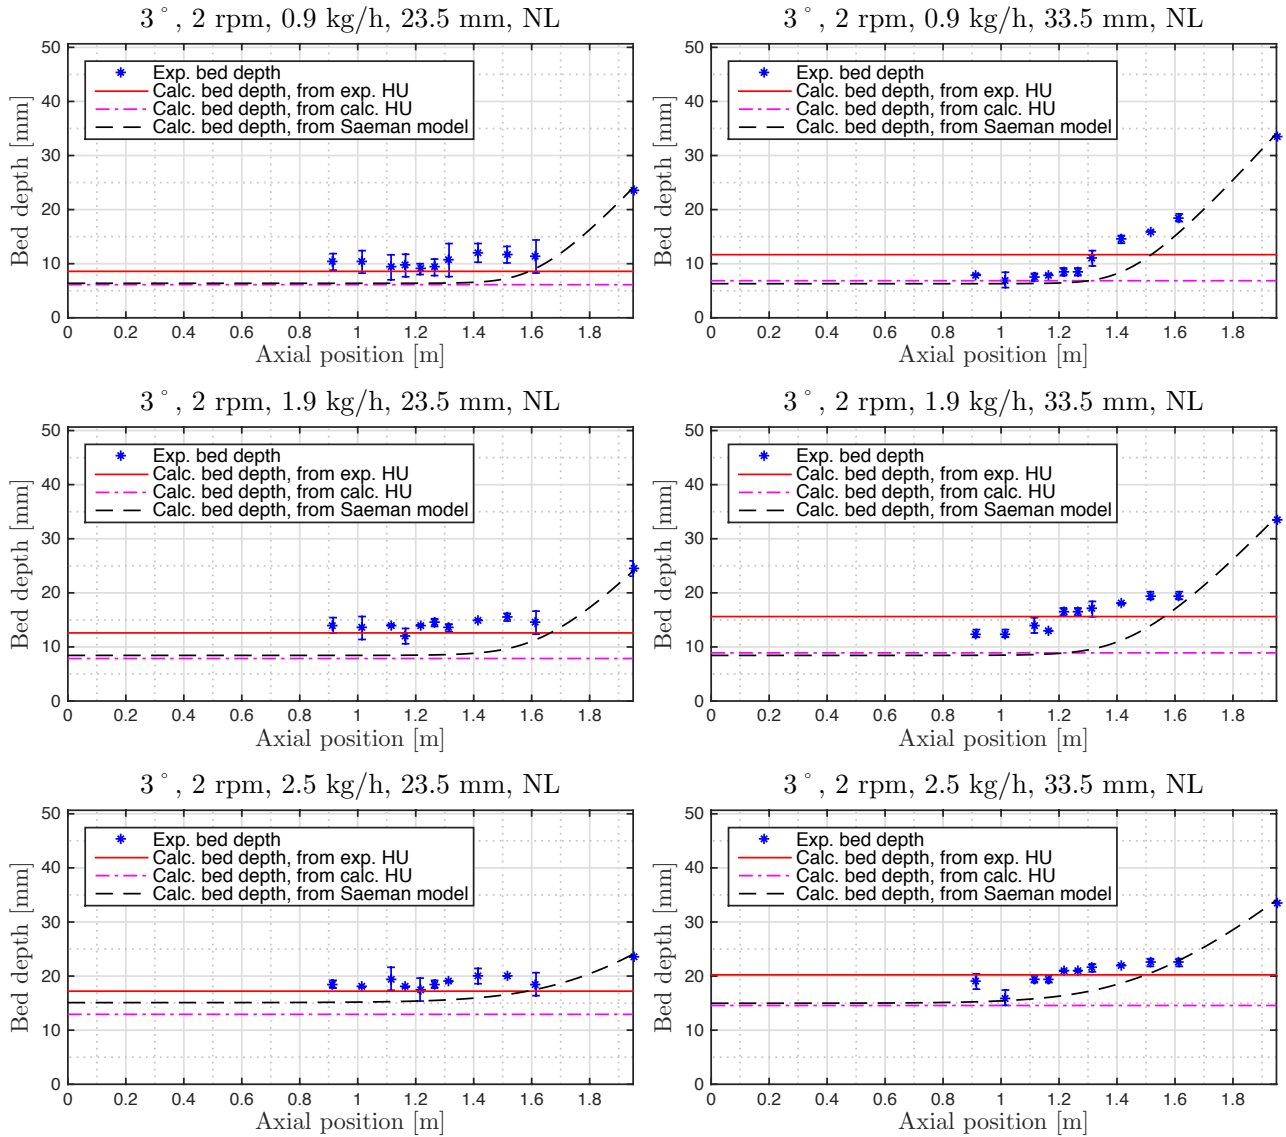 3°, 2 rpm, 0.9 kg/h, 23.5 mm, NL
Bed depth [mm]
50
40
30
20
10
0
Exp. bed depth
Calc. bed depth, from exp. HU
Calc. bed depth, from calc. HU
Calc. bed depth, from Saeman model
0 0.2 0.4 0.6 0.8 1 1.2 1.4 1.6 1.8
Axial position [m]
3°, 2 rpm, 0.9 kg/h, 33.5 mm, NL
Bed depth [mm]
50
40
30
20
10
0
Exp. bed depth
Calc. bed depth, from exp. HU
Calc. bed depth, from calc. HU
Calc. bed depth, from Saeman model
0 0.2 0.4 0.6 0.8 1 1.2 1.4 1.6 1.8
Axial position [m]
3°, 2 rpm, 1.9 kg/h, 23.5 mm, NL
Bed depth [mm]
50
40
30
20
10
0
Exp. bed depth
Calc. bed depth, from exp. HU
Calc. bed depth, from calc. HU
Calc. bed depth, from Saeman model
0 0.2 0.4 0.6 0.8 1 1.2 1.4 1.6 1.8
Axial position [m]
3°, 2 rpm, 1.9 kg/h, 33.5 mm, NL
Bed depth [mm]
50
40
30
20
10
0
Exp. bed depth
Calc. bed depth, from exp. HU
Calc. bed depth, from calc. HU
Calc. bed depth, from Saeman model
0 0.2 0.4 0.6 0.8 1 1.2 1.4 1.6 1.8
Axial position [m]
3°, 2 rpm, 2.5 kg/h, 23.5 mm, NL
Bed depth [mm]
50
40
30
20
10
0
Exp. bed depth
Calc. bed depth, from exp. HU
Calc. bed depth, from calc. HU
Calc. bed depth, from Saeman model
0 0.2 0.4 0.6 0.8 1 1.2 1.4 1.6 1.8
Axial position [m]
3°, 2 rpm, 2.5 kg/h, 33.5 mm, NL
Bed depth [mm]
50
40
30
20
10
0
Exp. bed depth
Calc. bed depth, from exp. HU
Calc. bed depth, from calc. HU
Calc. bed depth, from Saeman model
0 0.2 0.4 0.6 0.8 1 1.2 1.4 1.6 1.8
Axial position [m]